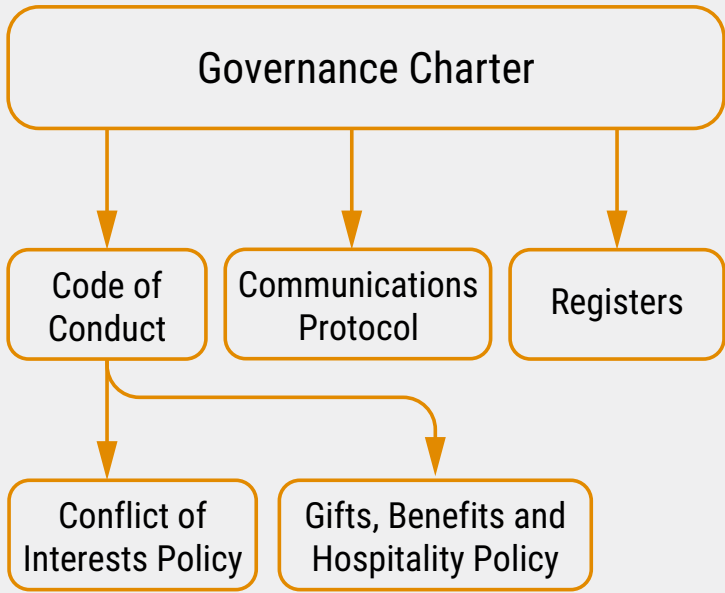 Governance Charter
Code of
Conduct
Communications
Protocol
Registers
Conflict of
Interests Policy
Gifts, Benefits and
Hospitality Policy